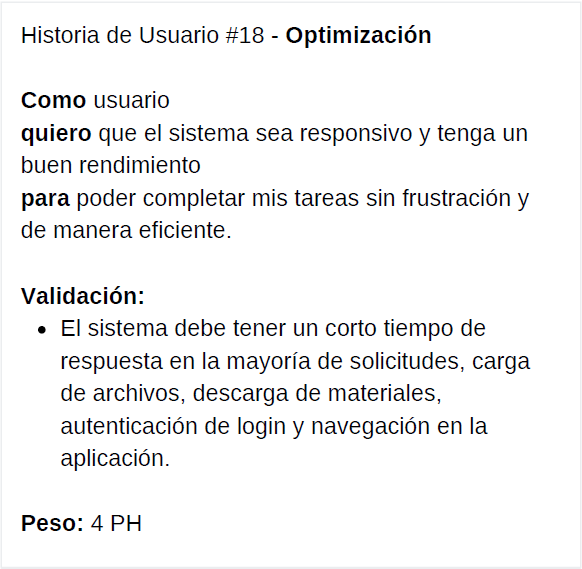 Historia de Usuario #18 - Optimización
Como usuario
quiero que el sistema sea responsivo y tenga un
buen rendimiento
para poder completar mis tareas sin frustración y
de manera eficiente.
Validación:
• El sistema debe tener un corto tiempo de
respuesta en la mayoría de solicitudes, carga
de archivos, descarga de materiales,
autenticación de login y navegación en la
aplicación.
Peso: 4 PH